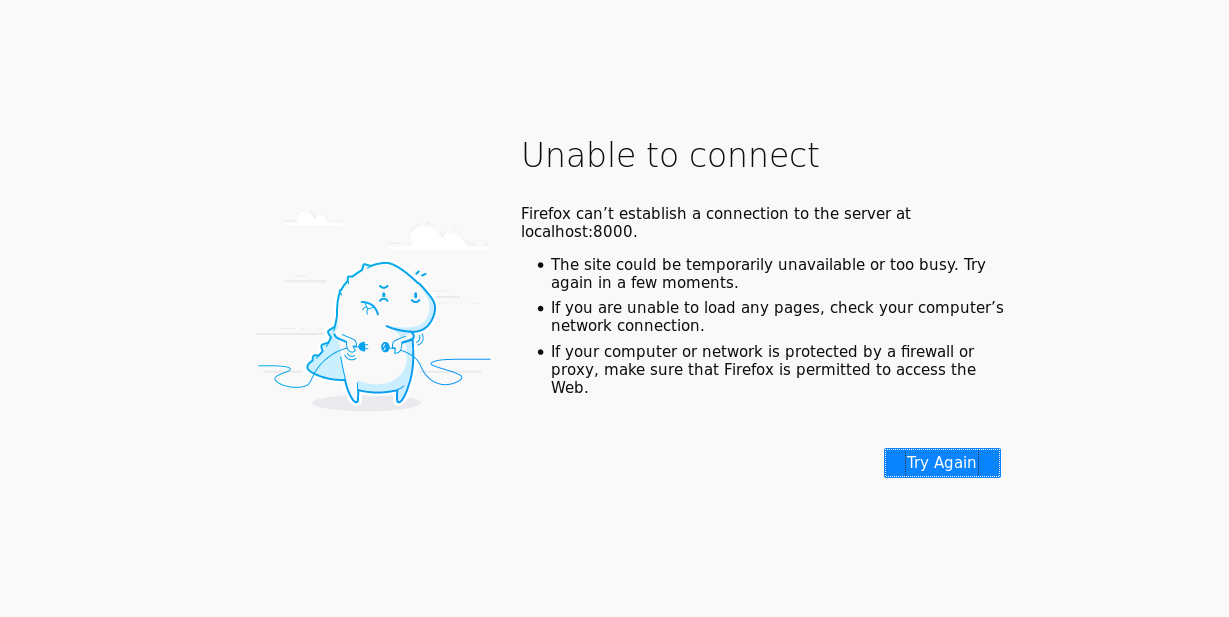 Unable to connect
Firefox can’t establish a connection to the server at
localhost:8000.
The site could be temporarily unavailable or too busy. Try
again in a few moments.
If you are unable to load any pages, check your computer’s
network connection.
If your computer or network is protected by a firewall or
proxy, make sure that Firefox is permitted to access the
Web.
Try Again